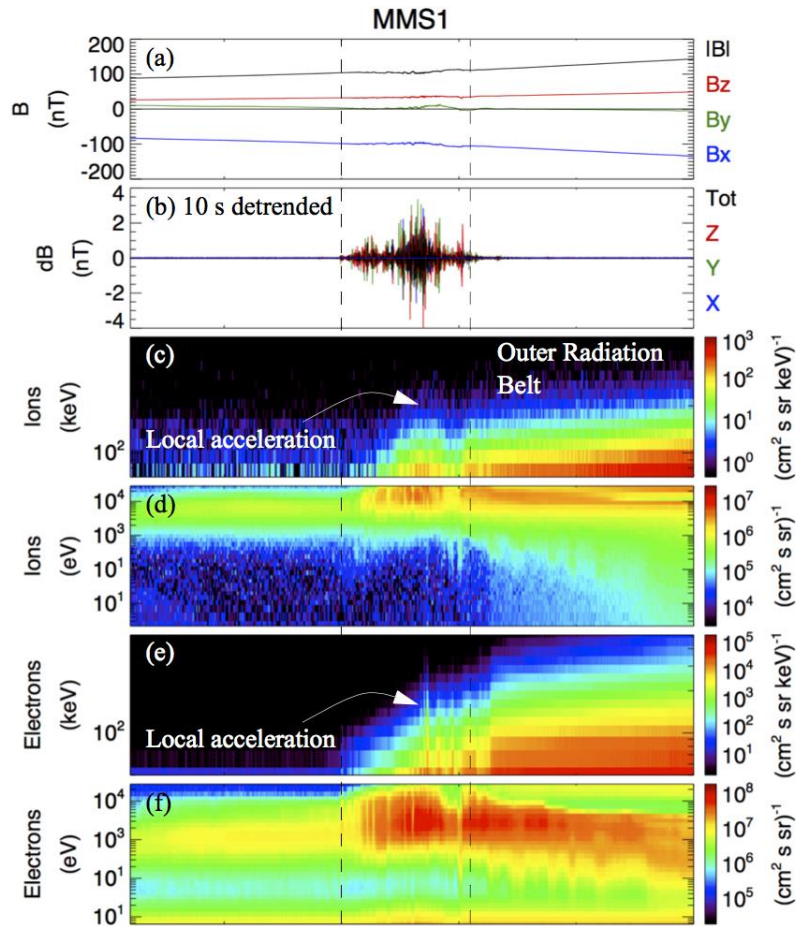 MMS1
(a)
200
100
0
-100
-200
B
(nT)
|B|
Bz
By
Bx
(b) 10 s detrended
4
2
0
-2
-4
dB
(nT)
Tot
Z
Y
X
(c)
Outer Radiation
Belt
Local acceleration
Ions
(keV)
10²
10³
10²
10¹
10⁰
(cm² s sr keV)⁻¹
(d)
Ions
(eV)
10⁴
10³
10¹
10¹
10⁷
10⁶
10⁵
10⁴
(cm² s sr)⁻¹
(e)
Local acceleration
Electrons
(keV)
10²
10⁵
10⁴
10³
10²
10¹
(cm² s sr keV)⁻¹
(f)
Electrons
(eV)
10⁴
10³
10²
10¹
10⁸
10⁷
10⁶
10⁵
(cm² s sr)⁻¹